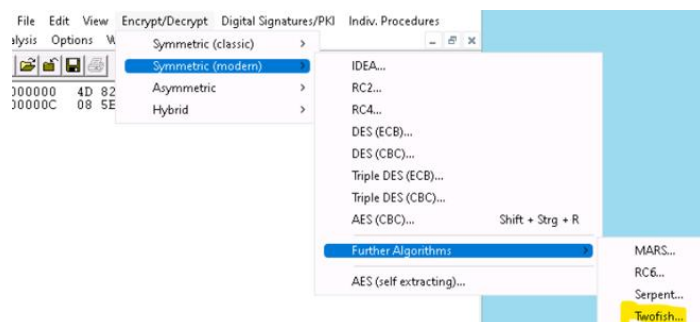 File Edit View Encrypt/Decrypt Digital Signatures/PKI Indiv. Procedures
alysis Options W
Symmetric (classic)
Symmetric (modern)
Asymmetric
Hybrid
000000 4D 82
00000C 08 5E
IDEA...
RC2...
RC4...
DES (ECB)...
DES (CBC)...
Triple DES (ECB)...
Triple DES (CBC)...
AES (CBC)... Shift + Strg + R
Further Algorithms
AES (self extracting)...
MARS...
RC6...
Serpent...
Twofish...